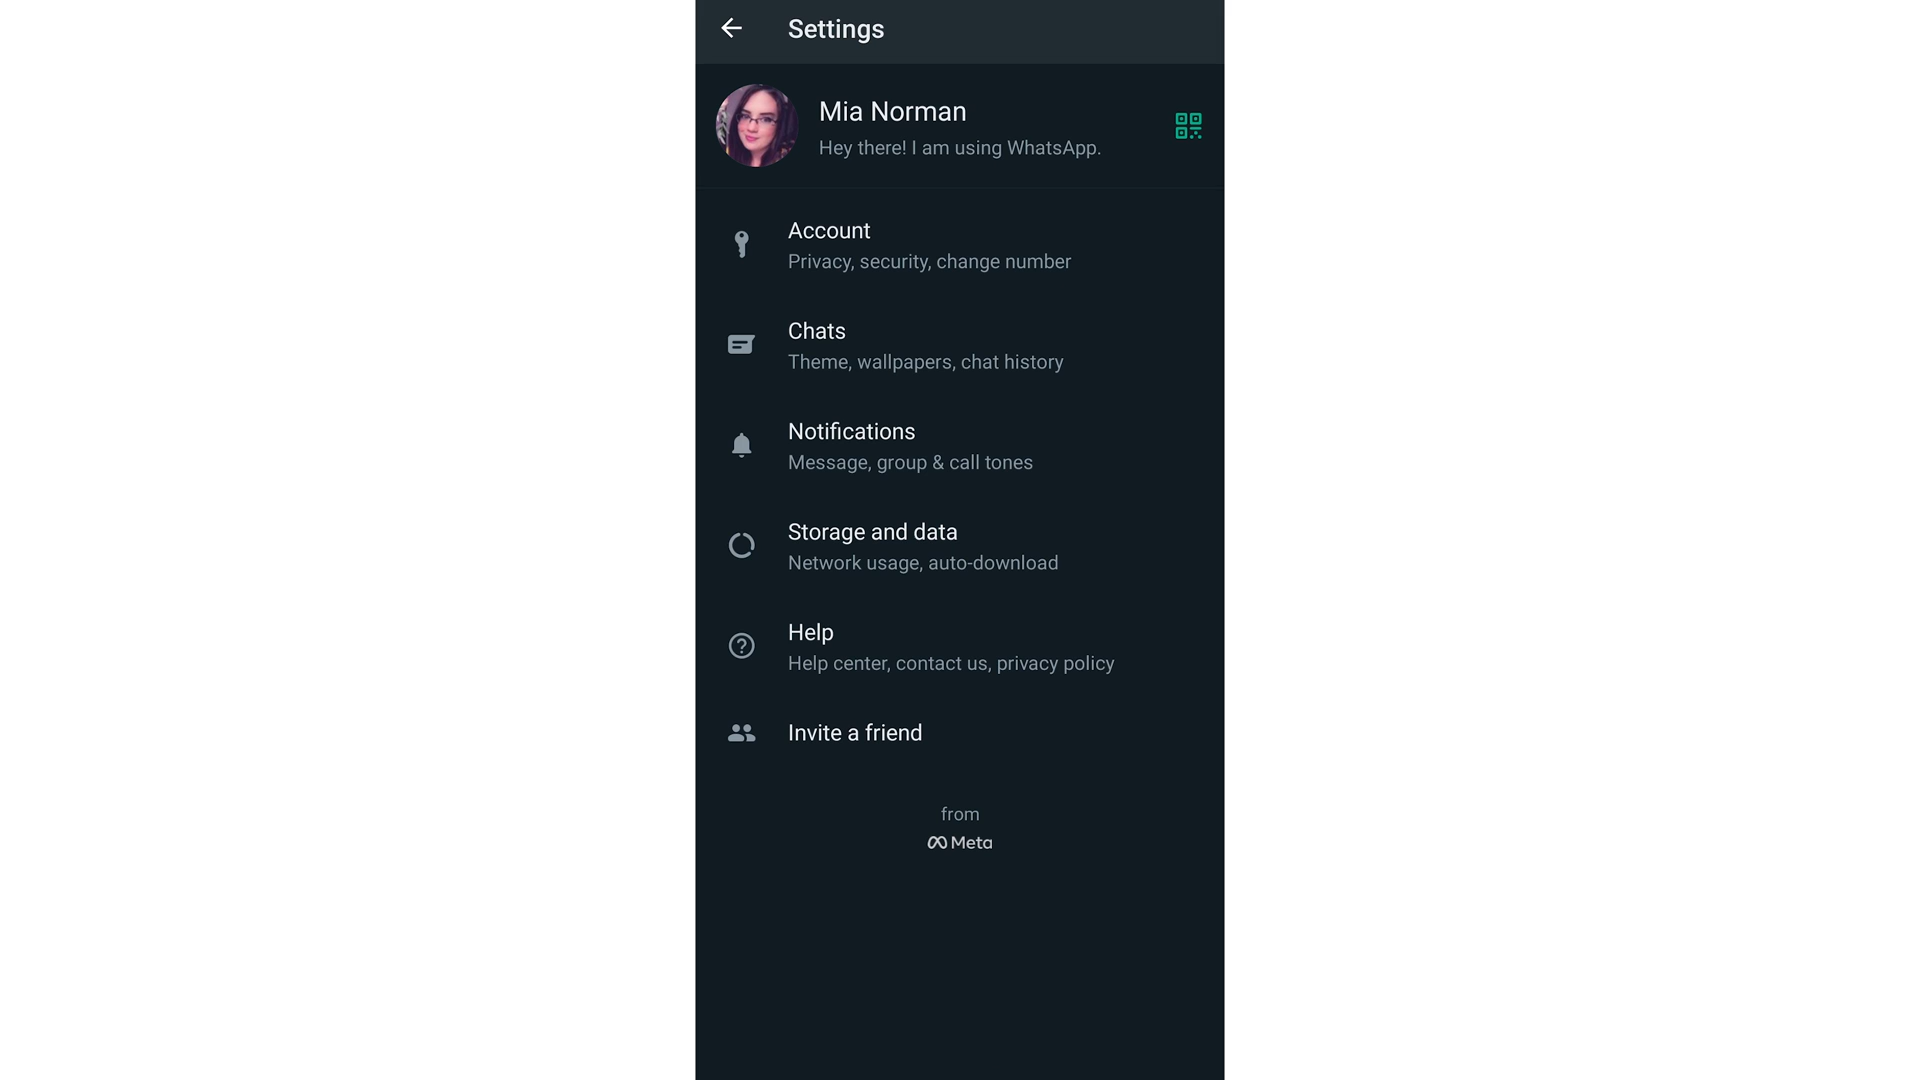 Settings
Mia Norman
Hey there! I am using WhatsApp.
Account
Privacy, security, change number
Chats
Theme, wallpapers, chat history
Notifications
Message, group & call tones
Storage and data
Network usage, auto-download
Help
Help center, contact us, privacy policy
Invite a friend
from
Meta